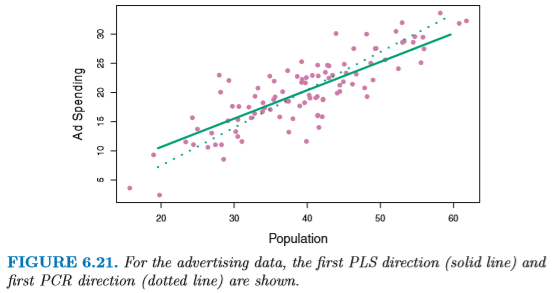 30
25
20
15
10
5
Ad Spending
20 30 40 50 60
Population
FIGURE 6.21. For the advertising data, the first PLS direction (solid line) and
first PCR direction (dotted line) are shown.